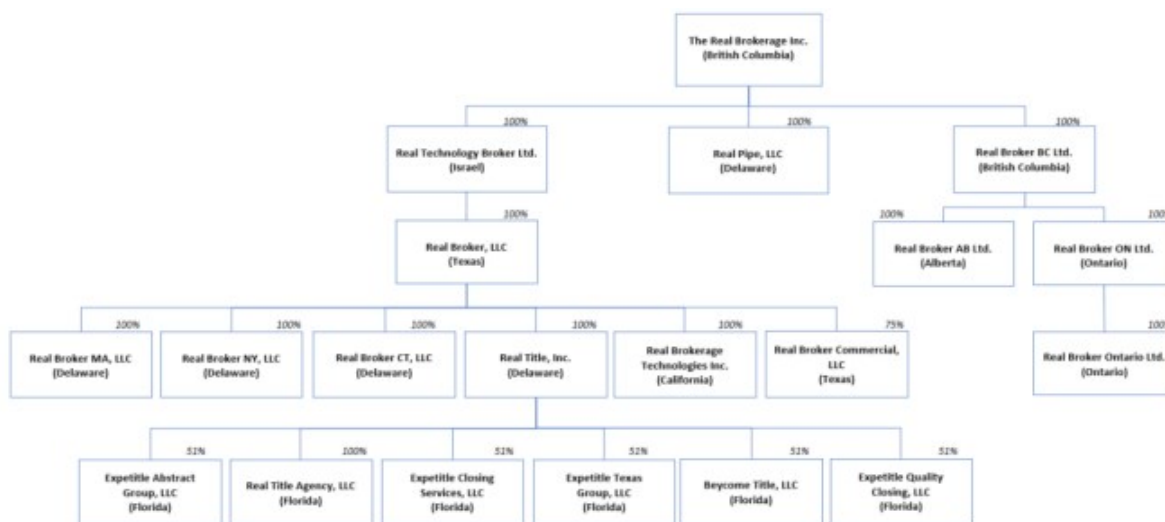 The Real Brokerage Inc.
(British Columbia)
100%
100%
100%
Real Technology Broker Ltd.
(Israel)
Real Pipe, LLC
(Delaware)
Real Broker BC Ltd.
(British Columbia)
100%
100%
100%
Real Broker, LLC
(Texas)
Real Broker AB Ltd.
(Alberta)
Real Broker ON Ltd.
(Ontario)
100%
100%
100%
100%
100%
75%
100%
Real Broker MA, LLC
(Delaware)
Real Broker NY, LLC
(Delaware)
Real Broker CT, LLC
(Delaware)
Real Title, Inc.
(Delaware)
Real Brokerage
Technologies Inc.
(California)
Real Broker Commercial,
LLC
(Texas)
Real Broker Ontario Ltd.
(Ontario)
51%
100%
51%
51%
51%
51%
Expetitle Abstract
Group, LLC
(Florida)
Real Title Agency, LLC
(Florida)
Expetitle Closing
Services, LLC
(Florida)
Expetitle Texas
Group, LLC
(Florida)
Beycome Title, LLC
(Florida)
Expetitle Quality
Closing, LLC
(Florida)